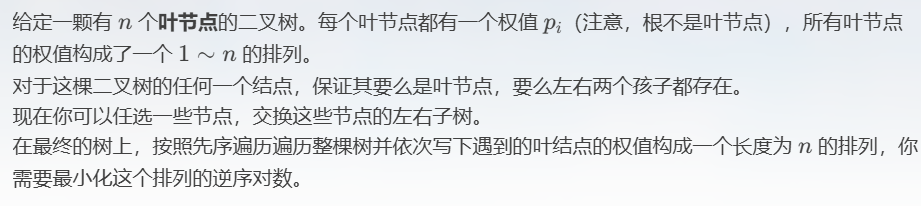 给定一颗有 n 个叶节点的二叉树。每个叶节点都有一个权值 p_i（注意，根不是叶节点），所有叶节点
的权值构成了一个 1 ∼ n 的排列。
对于这棵二叉树的任何一个结点，保证其要么是叶节点，要么左右两个孩子都存在。
现在你可以任选一些节点，交换这些节点的左右子树。
在最终的树上，按照先序遍历遍历整棵树并依次写下遇到的叶结点的权值构成一个长度为 n 的排列，你
需要最小化这个排列的逆序对数。